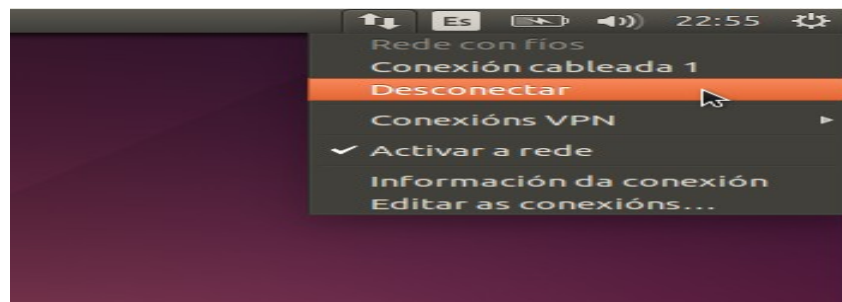 Es 22:55
Rede con fíos
Conexión cableada 1
Desconectar
Conexións VPN
Activar a rede
Información da conexión
Editar as conexións...